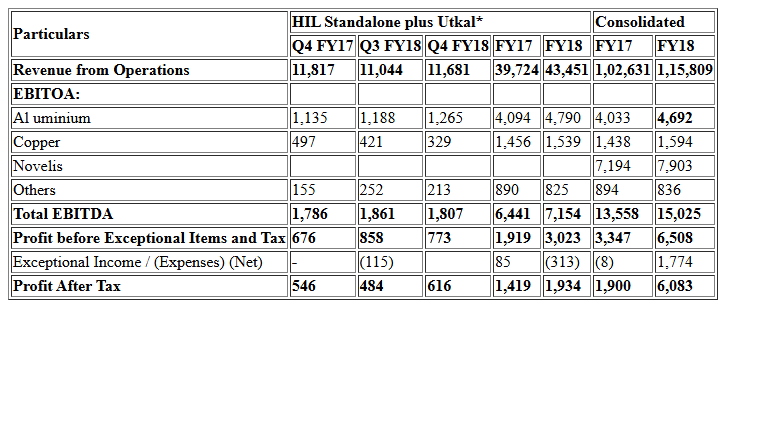 Particulars HIL Standalone plus Utkal* Consolidated
Q4 FY17 Q3 FY18 Q4 FY18 FY17 FY18 FY17 FY18
Revenue from Operations 11,817 11,044 11,681 39,724 43,451 1,02,631 1,15,809
EBITOA:
Al uminium 1,135 1,188 1,265 4,094 4,790 4,033 4,692
Copper 497 421 329 1,456 1,539 1,438 1,594
Novelis 7,194 7,903
Others 155 252 213 890 825 894 836
Total EBITDA 1,786 1,861 1,807 6,441 7,154 13,558 15,025
Profit before Exceptional Items and Tax 676 858 773 1,919 3,023 3,347 6,508
Exceptional Income / (Expenses) (Net) - (115) 85 (313) (8) 1,774
Profit After Tax 546 484 616 1,419 1,934 1,900 6,083